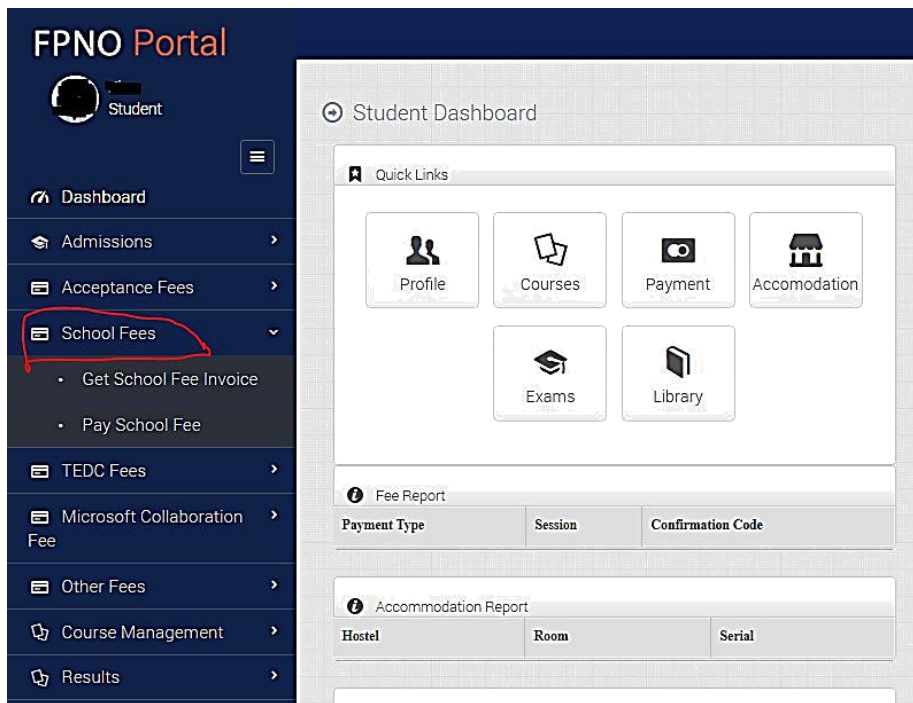 FPNO Portal
Student
Dashboard
Admissions
Acceptance Fees
School Fees
Get School Fee Invoice
Pay School Fee
TEDC Fees
Microsoft Collaboration
Fee
Other Fees
Course Management
Results
Student Dashboard
Quick Links
Profile
Courses
Payment
Accomodation
Exams
Library
Fee Report
Payment Type Session Confirmation Code
Accommodation Report
Hostel Room Serial